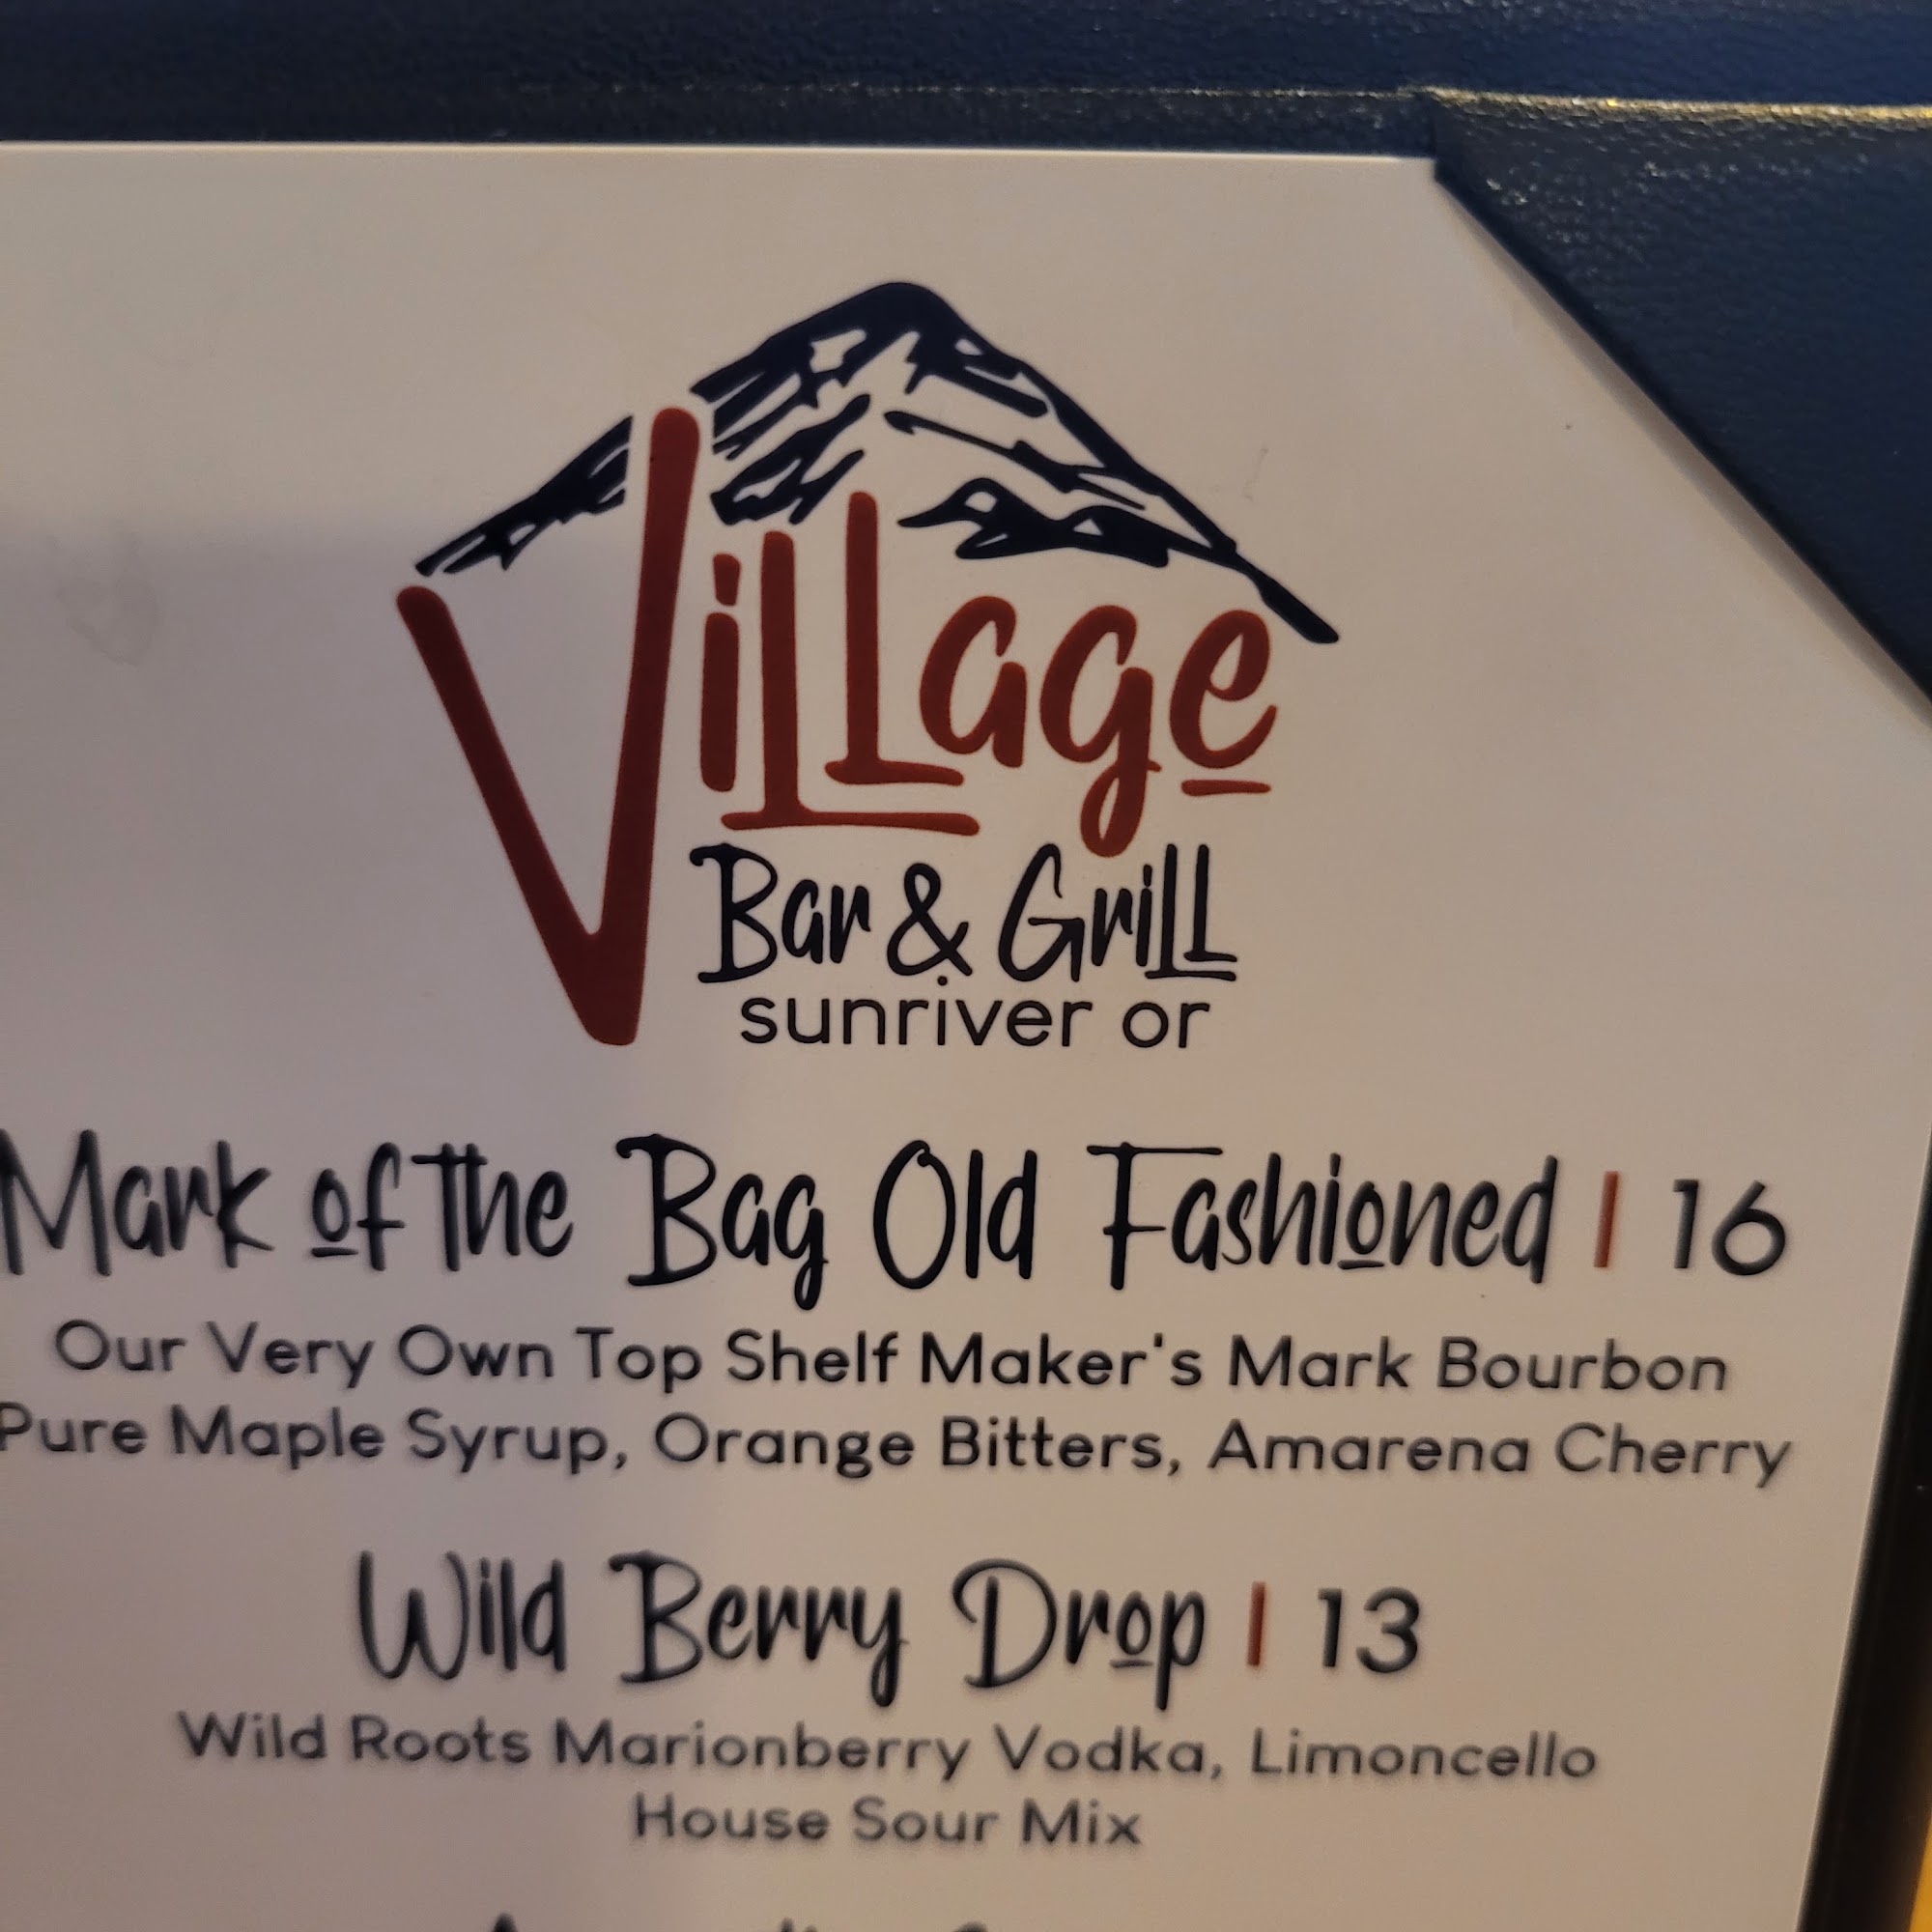 Village
Bar & Grill
sunriver or
Mark of the Bag Old Fashioned | 16
Our Very Own Top Shelf Maker's Mark Bourbon
Pure Maple Syrup, Orange Bitters, Amarena Cherry
Wild Berry Drop | 13
Wild Roots Marionberry Vodka, Limoncello
House Sour Mix